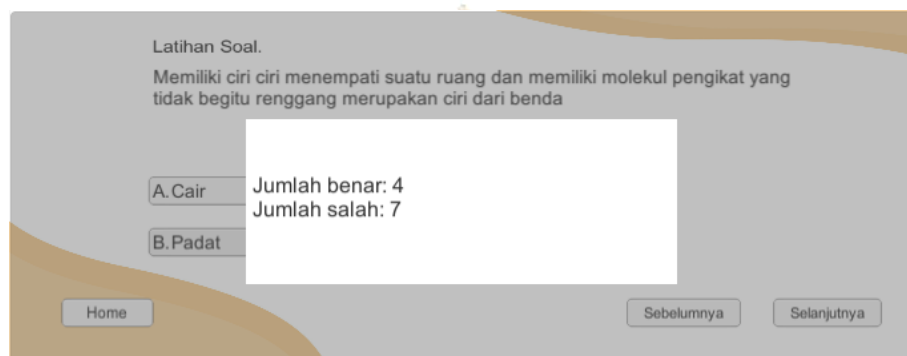 Latihan Soal.
Memiliki ciri ciri menempati suatu ruang dan memiliki molekul pengikat yang
tidak begitu renggang merupakan ciri dari benda
A. Cair
Jumlah benar: 4
Jumlah salah: 7
B. Padat
Home
Sebelumnya
Selanjutnya